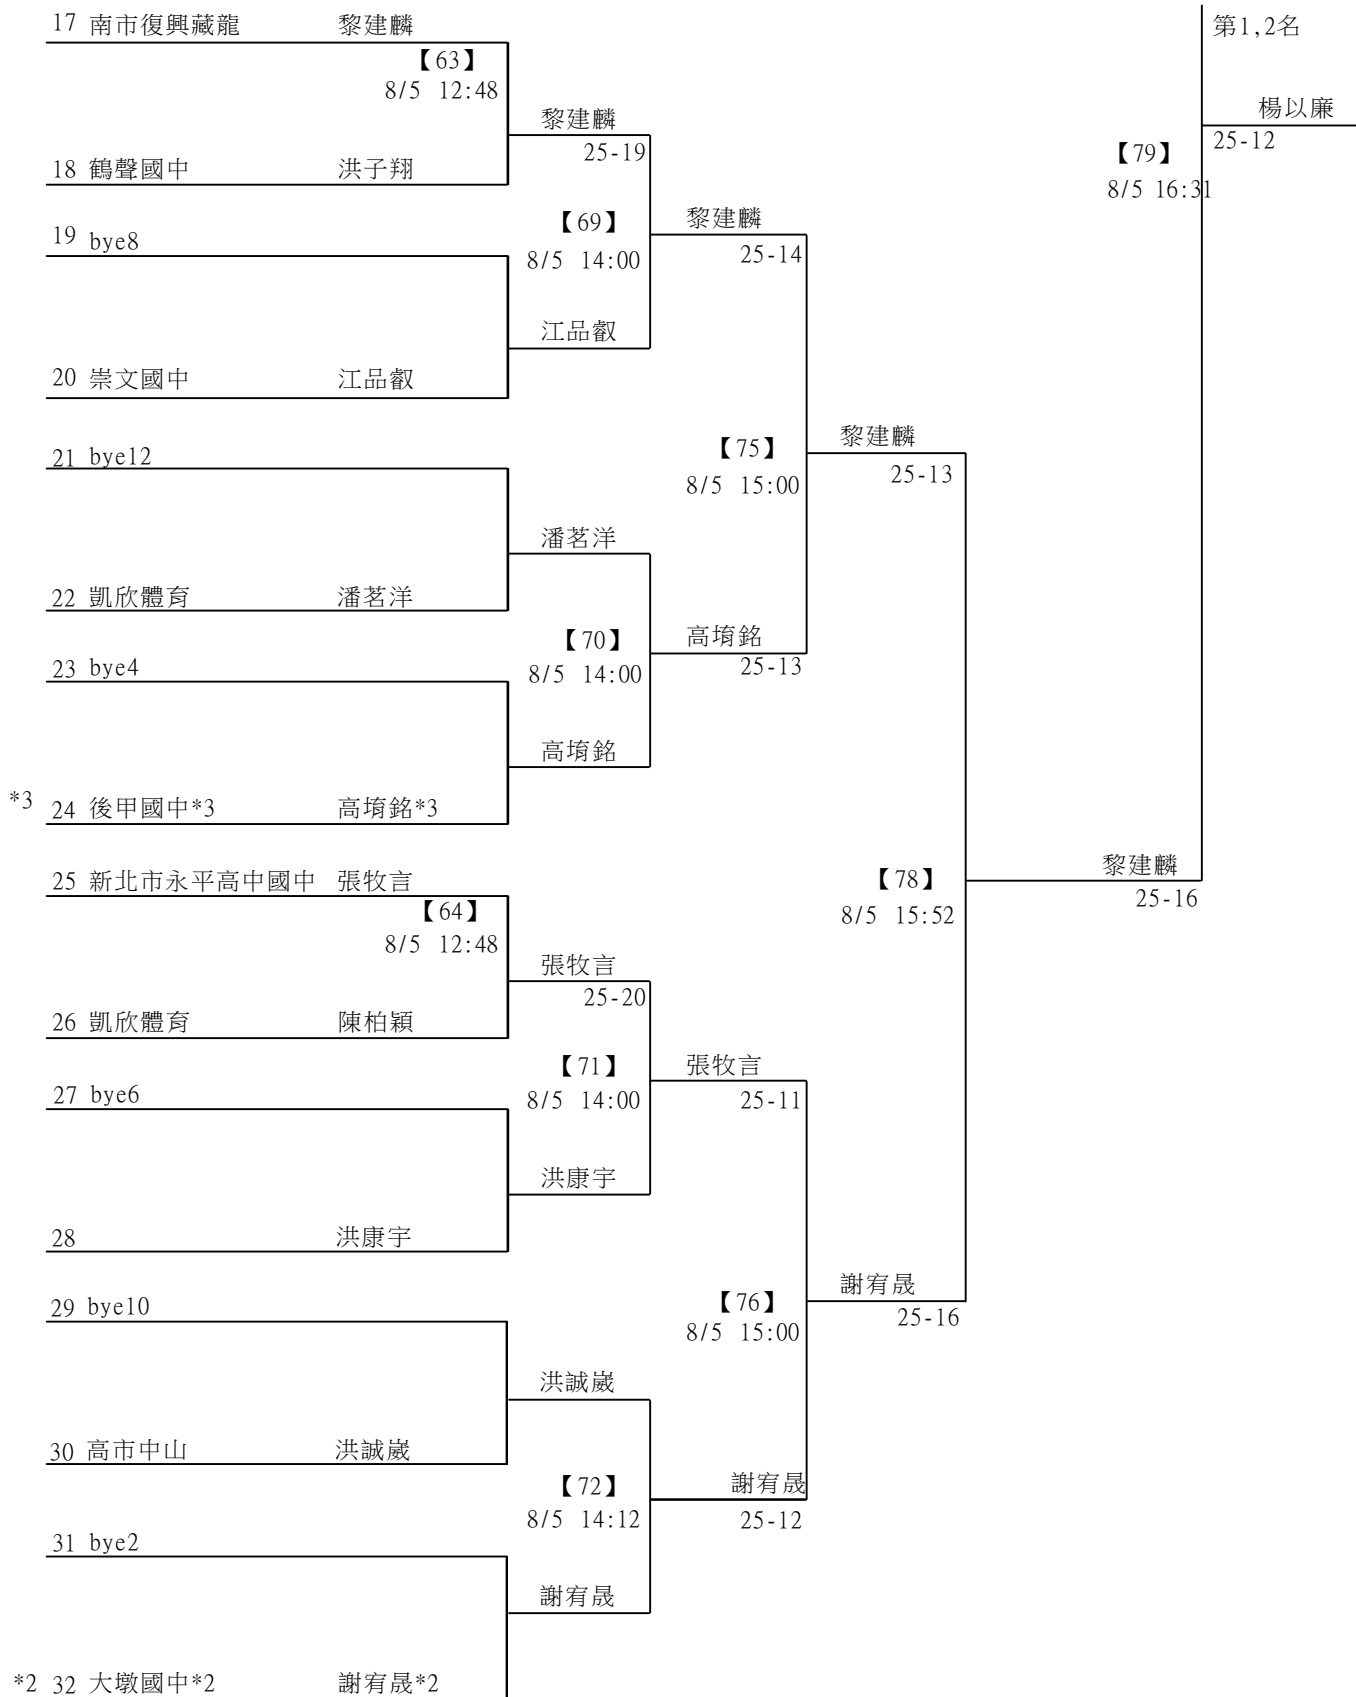 17 南市復興藏龍 黎建麟
第1,2名
【63】
8/5 12:48
楊以廉
黎建麟
25-12
25-19
【79】
18 鶴聲國中 洪子翔
8/5 16:31
【69】
黎建麟
19 bye8
8/5 14:00
25-14
江品叡
20 崇文國中 江品叡
黎建麟
21 bye12
【75】
25-13
8/5 15:00
潘茗洋
22 凱欣體育 潘茗洋
【70】
高堉銘
23 bye4
8/5 14:00
25-13
高堉銘
*3 24 後甲國中*3 高堉銘*3
黎建麟
25 新北市永平高中國中 張牧言
【78】
25-16
【64】
8/5 15:52
8/5 12:48
張牧言
25-20
26 凱欣體育 陳柏穎
【71】
張牧言
27 bye6
8/5 14:00
25-11
洪康宇
28 洪康宇
謝宥晟
29 bye10
【76】
25-16
8/5 15:00
洪誠崴
30 高市中山 洪誠崴
【72】
謝宥晟
8/5 14:12
25-12
31 bye2
謝宥晟
*2 32 大墩國中*2 謝宥晟*2